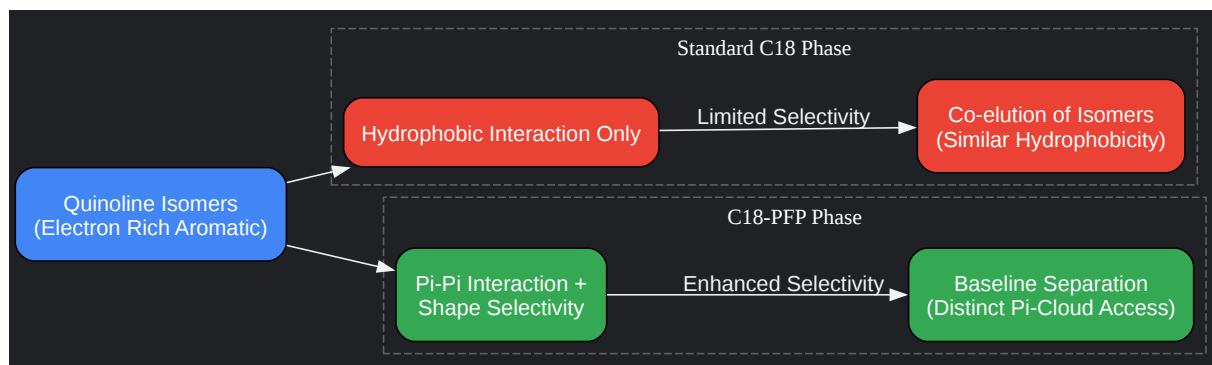 Standard C18 Phase
Hydrophobic Interaction Only
Limited Selectivity
Co-elution of Isomers
(Similar Hydrophobicity)
Quinoline Isomers
(Electron Rich Aromatic)
C18-PFP Phase
Pi-Pi Interaction +
Shape Selectivity
Enhanced Selectivity
Baseline Separation
(Distinct Pi-Cloud Access)